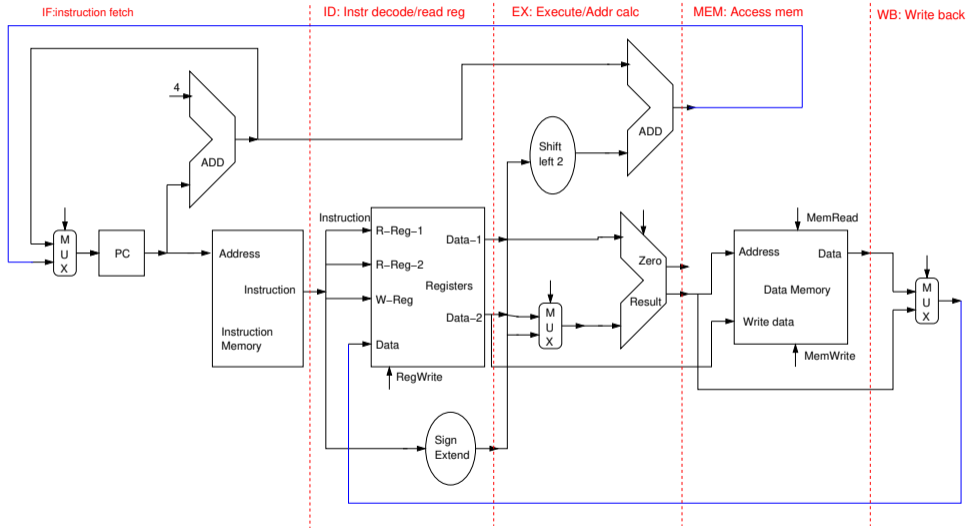 IF:instruction fetch
ID: Instr decode/read reg
EX: Execute/Addr calc
MEM: Access mem
WB: Write back
4
ADD
ADD
Shift
left 2
M
U
X
PC
Address
Instruction
Instruction
Memory
Instruction
R-Reg-1
R-Reg-2
W-Reg
Data
Registers
Data-1
Data-2
RegWrite
Sign
Extend
M
U
X
Zero
Result
MemRead
Address
Data
Data Memory
Write data
MemWrite
M
U
X